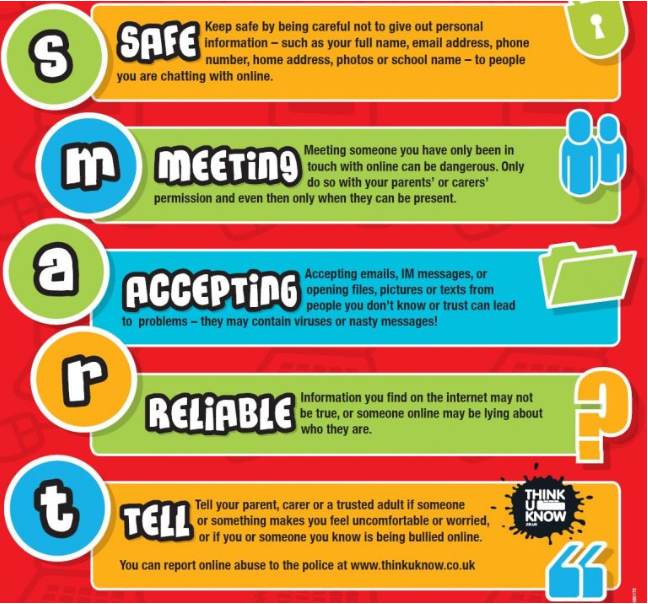 s
SAFE Keep safe by being careful not to give out personal
information – such as your full name, email address, phone
number, home address, photos or school name – to people
you are chatting with online.
m
MEETiNG Meeting someone you have only been in
touch with online can be dangerous. Only
do so with your parents' or carers'
permission and even then only when they can be present.
a
ACCEPTiNG Accepting emails, IM messages, or
opening files, pictures or texts from
people you don't know or trust can lead
to problems – they may contain viruses or nasty messages!
r
RELiABLE Information you find on the internet may not
be true, or someone online may be lying about
who they are.
t
TELL Tell your parent, carer or a trusted adult if someone
or something makes you feel uncomfortable or worried,
or if you or someone you know is being bullied online.
You can report online abuse to the police at www.thinkuknow.co.uk
THINK
U
KNOW
.co.uk